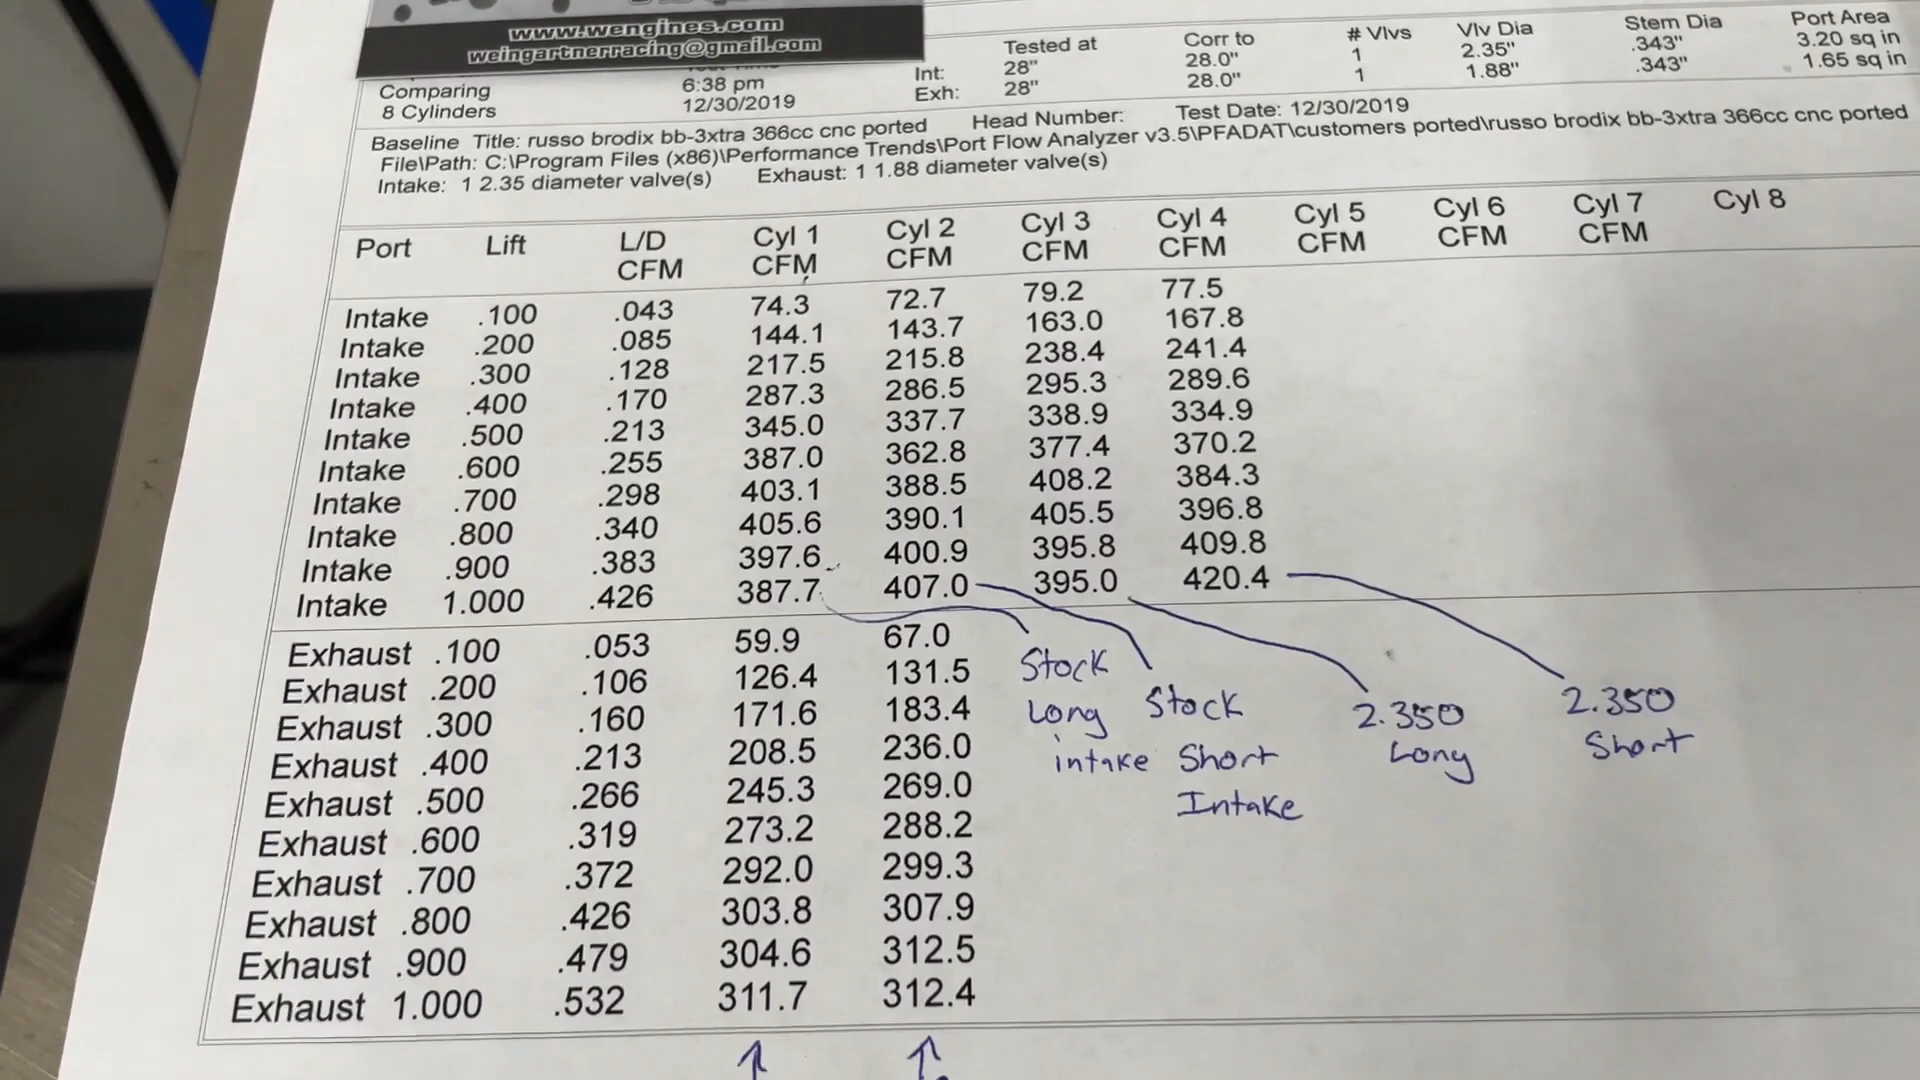 www.wengines.com
weingartnerracing@gmail.com
Comparing 6:38 pm
8 Cylinders 12/30/2019
Tested at Corr to # Vlvs Vlv Dia Stem Dia Port Area
Int: 28" 28.0" 1 2.35" .343" 3.20 sq in
Exh: 28" 28.0" 1 1.88" .343" 1.65 sq in
Baseline Title: russo brodix bb-3xtra 366cc cnc ported Head Number: Test Date: 12/30/2019
File\Path: C:\Program Files (x86)\Performance Trends\Port Flow Analyzer v3.5\PFADAT\customers ported\russo brodix bb-3xtra 366cc cnc ported
Intake: 1 2.35 diameter valve(s) Exhaust: 1 1.88 diameter valve(s)
Port Lift L/D Cyl 1 Cyl 2 Cyl 3 Cyl 4 Cyl 5 Cyl 6 Cyl 7 Cyl 8
CFM CFM CFM CFM CFM CFM CFM CFM
Intake .100 .043 74.3 72.7 79.2 77.5
Intake .200 .085 144.1 143.7 163.0 167.8
Intake .300 .128 217.5 215.8 238.4 241.4
Intake .400 .170 287.3 286.5 295.3 289.6
Intake .500 .213 345.0 337.7 338.9 334.9
Intake .600 .255 387.0 362.8 377.4 370.2
Intake .700 .298 403.1 388.5 408.2 384.3
Intake .800 .340 405.6 390.1 405.5 396.8
Intake .900 .383 397.6 400.9 395.8 409.8
Intake 1.000 .426 387.7 407.0 395.0 420.4
Exhaust .100 .053 59.9 67.0
Exhaust .200 .106 126.4 131.5
Exhaust .300 .160 171.6 183.4
Exhaust .400 .213 208.5 236.0
Exhaust .500 .266 245.3 269.0
Exhaust .600 .319 273.2 288.2
Exhaust .700 .372 292.0 299.3
Exhaust .800 .426 303.8 307.9
Exhaust .900 .479 304.6 312.5
Exhaust 1.000 .532 311.7 312.4
Stock
Long
intake
Stock
Short
Intake
2.350
Long
2.350
Short